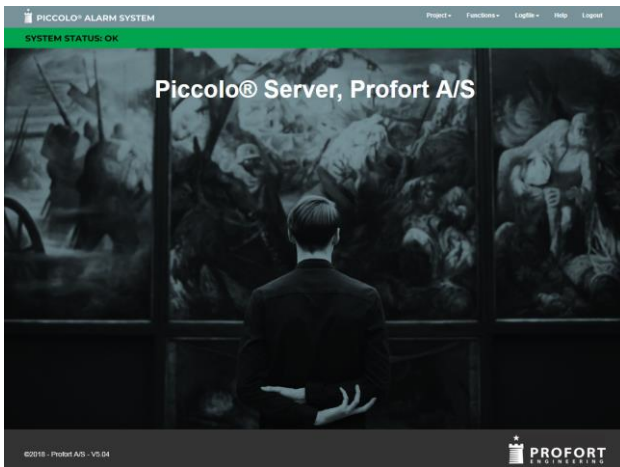 PICCOLO® ALARM SYSTEM
Project Functions Logfile Help Logout
SYSTEM STATUS: OK
Piccolo® Server, Profort A/S
©2018 - Profort A/S - V5.04
PROFORT
ENGINEERING